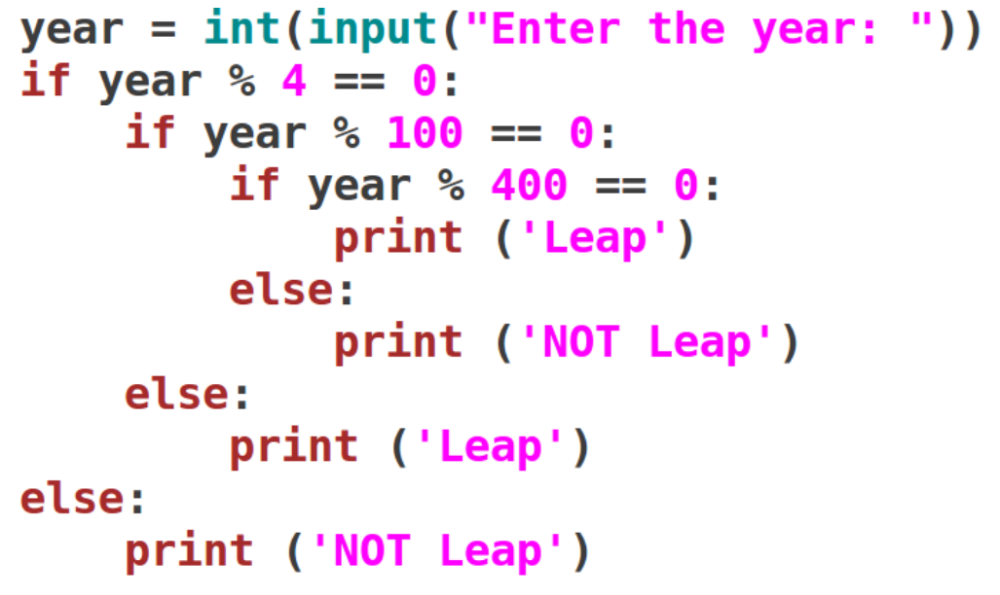 year = int(input("Enter the year: "))
if year % 4 == 0:
    if year % 100 == 0:
        if year % 400 == 0:
            print ('Leap')
        else:
            print ('NOT Leap')
    else:
        print ('Leap')
else:
    print ('NOT Leap')